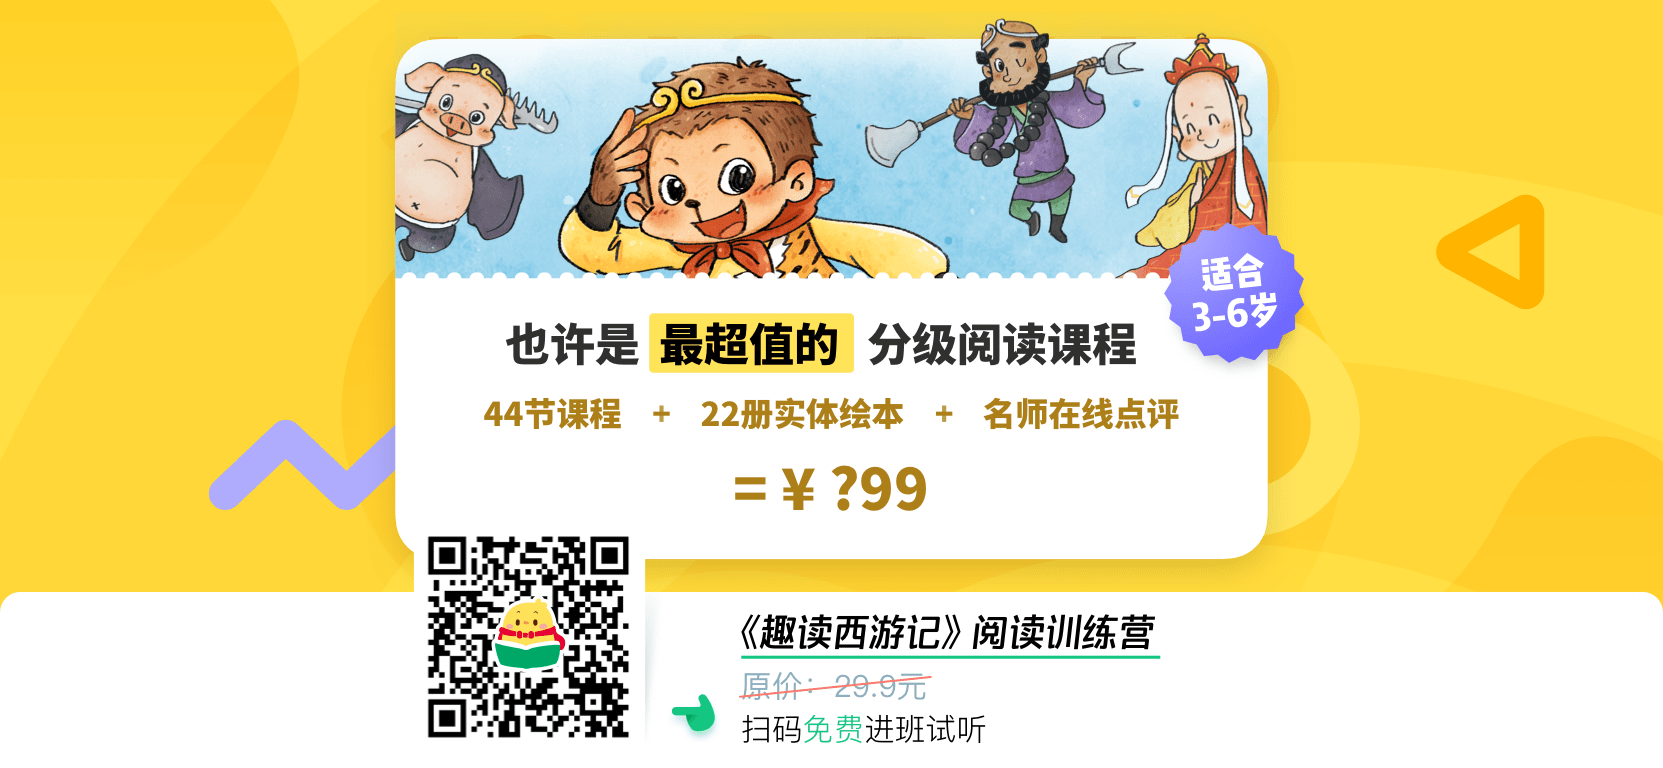 适合
3-6岁
也许是 最超值的 分级阅读课程
44节课程 + 22册实体绘本 + 名师在线点评
= ¥ ?99
《趣读西游记》阅读训练营
原价：29.9元
扫码免费进班试听